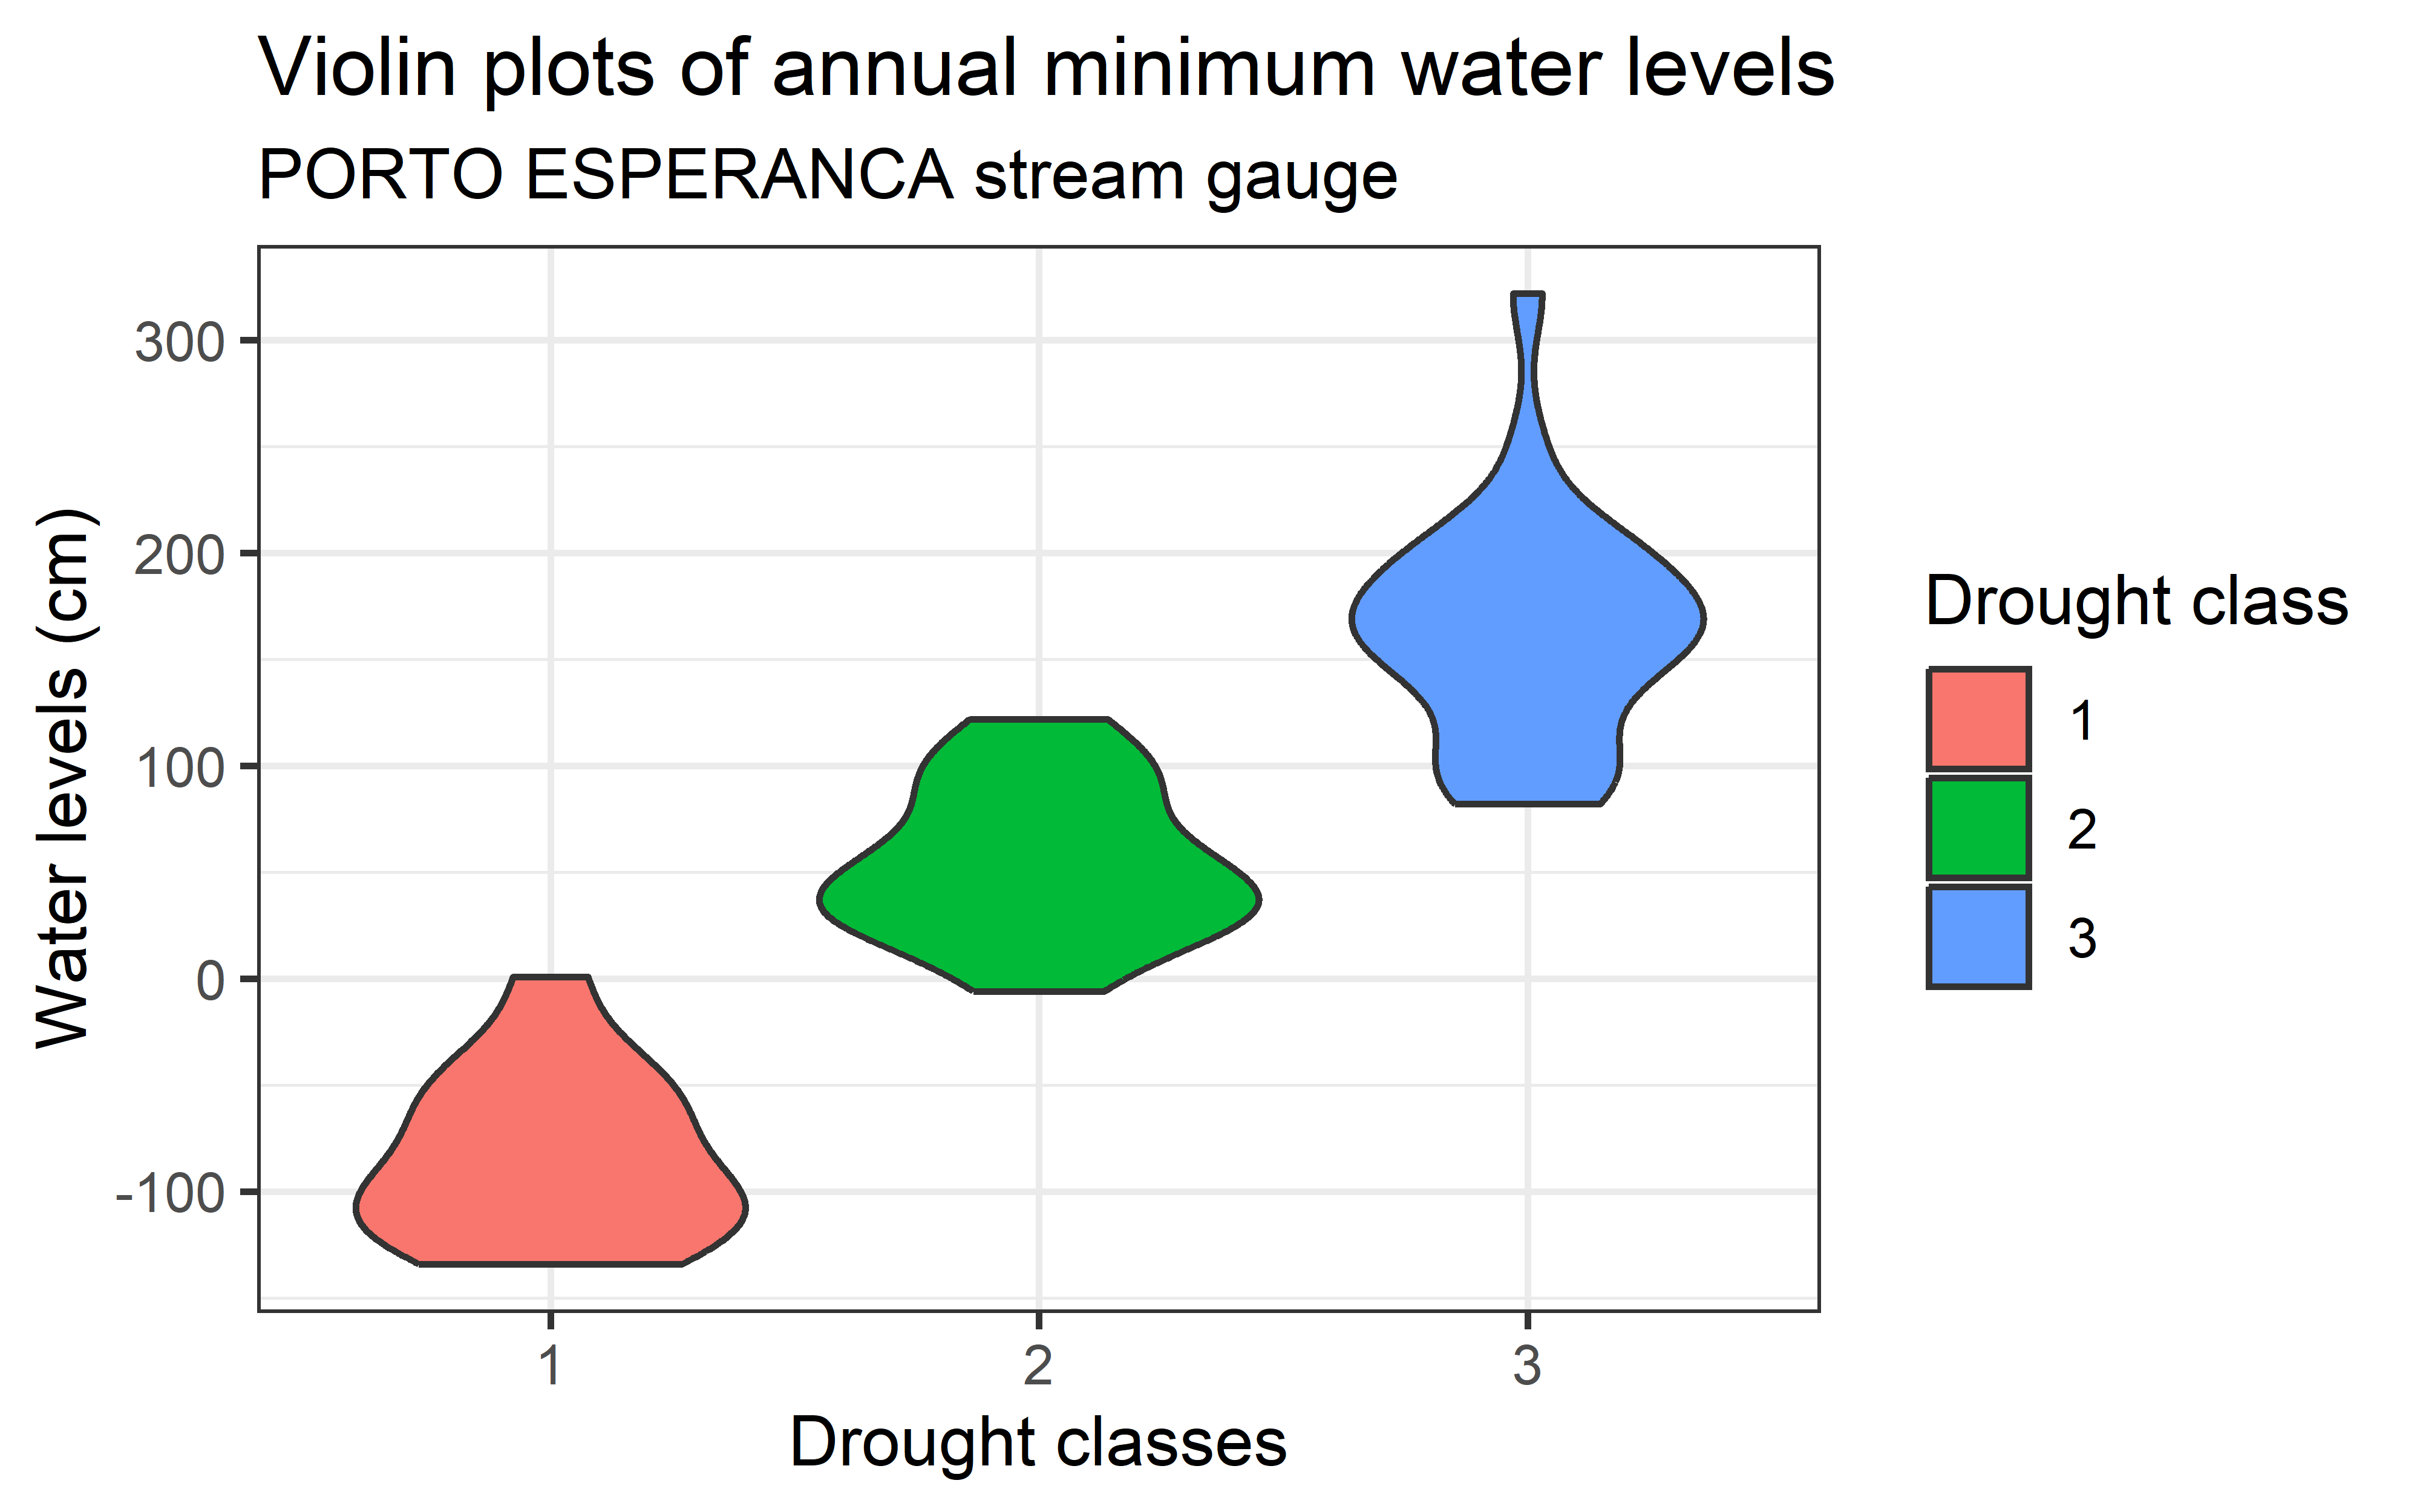 Violin plots of annual minimum water levels
PORTO ESPERANCA stream gauge
Water levels (cm)
300
200
100
0
-100
1
2
3
Drought classes
Drought class
1
2
3